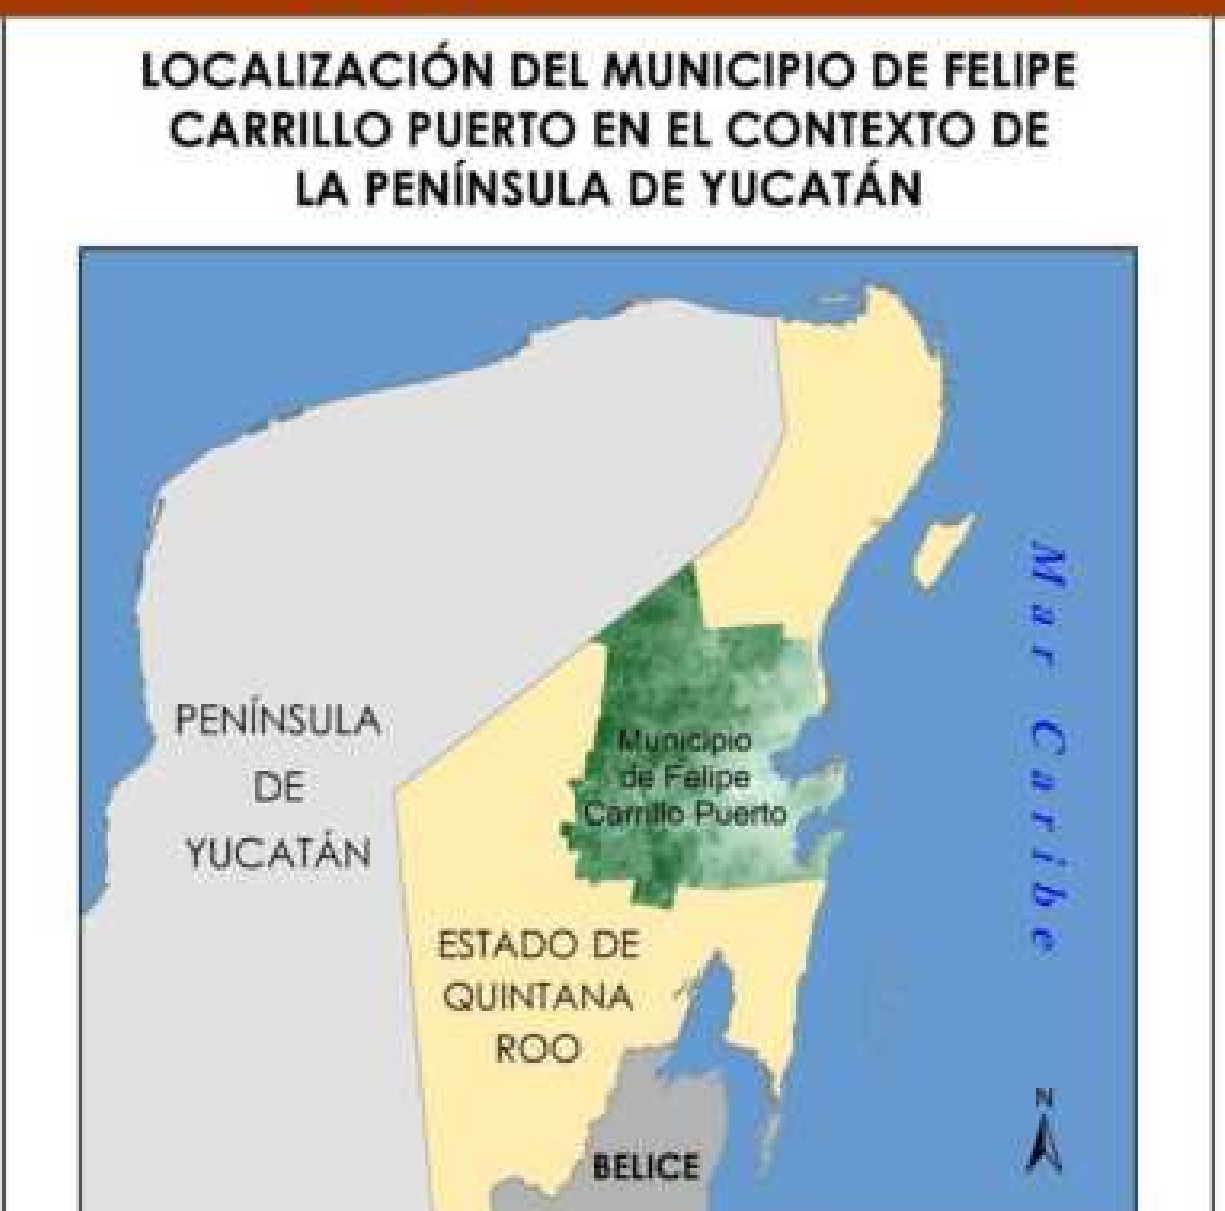 LOCALIZACIÓN DEL MUNICIPIO DE FELIPE
CARRILLO PUERTO EN EL CONTEXTO DE
LA PENÍNSULA DE YUCATÁN
Mar Caribe
PENÍNSULA
DE
YUCATÁN
Municipio
de Felipe
Carrillo Puerto
ESTADO DE
QUINTANA
ROO
N
BELICE